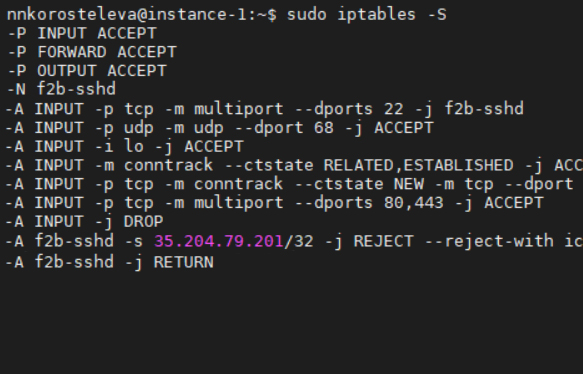 nnkorosteleva@instance-1:~$ sudo iptables -S
-P INPUT ACCEPT
-P FORWARD ACCEPT
-P OUTPUT ACCEPT
-N f2b-sshd
-A INPUT -p tcp -m multiport --dports 22 -j f2b-sshd
-A INPUT -p udp -m udp --dport 68 -j ACCEPT
-A INPUT -i lo -j ACCEPT
-A INPUT -m conntrack --ctstate RELATED,ESTABLISHED -j ACC
-A INPUT -p tcp -m conntrack --ctstate NEW -m tcp --dport
-A INPUT -p tcp -m multiport --dports 80,443 -j ACCEPT
-A INPUT -j DROP
-A f2b-sshd -s 35.204.79.201/32 -j REJECT --reject-with ic
-A f2b-sshd -j RETURN